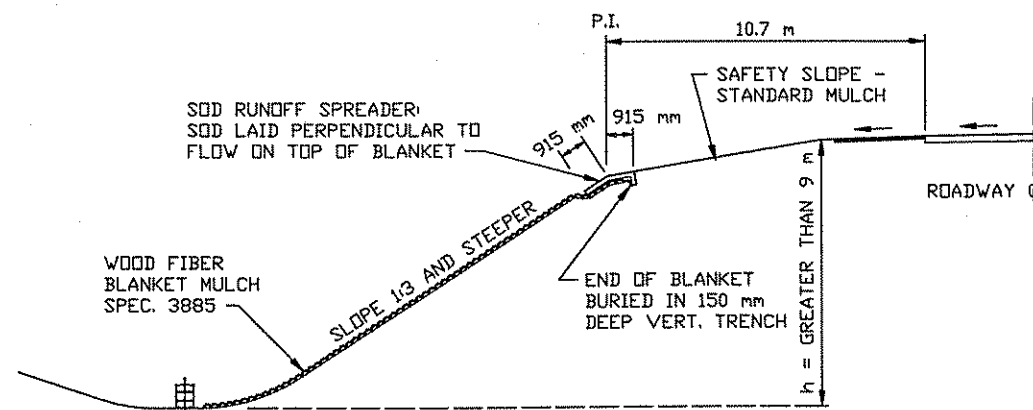 P.I.
10.7 m
SAFETY SLOPE -
STANDARD MULCH
SOD RUNOFF SPREADER:
SOD LAID PERPENDICULAR TO
FLOW ON TOP OF BLANKET
915 mm
915 mm
ROADWAY
h = GREATER THAN 9 m
SLOPE 1:3 AND STEEPER
WOOD FIBER
BLANKET MULCH
SPEC. 3885
END OF BLANKET
BURIED IN 150 mm
DEEP VERT. TRENCH